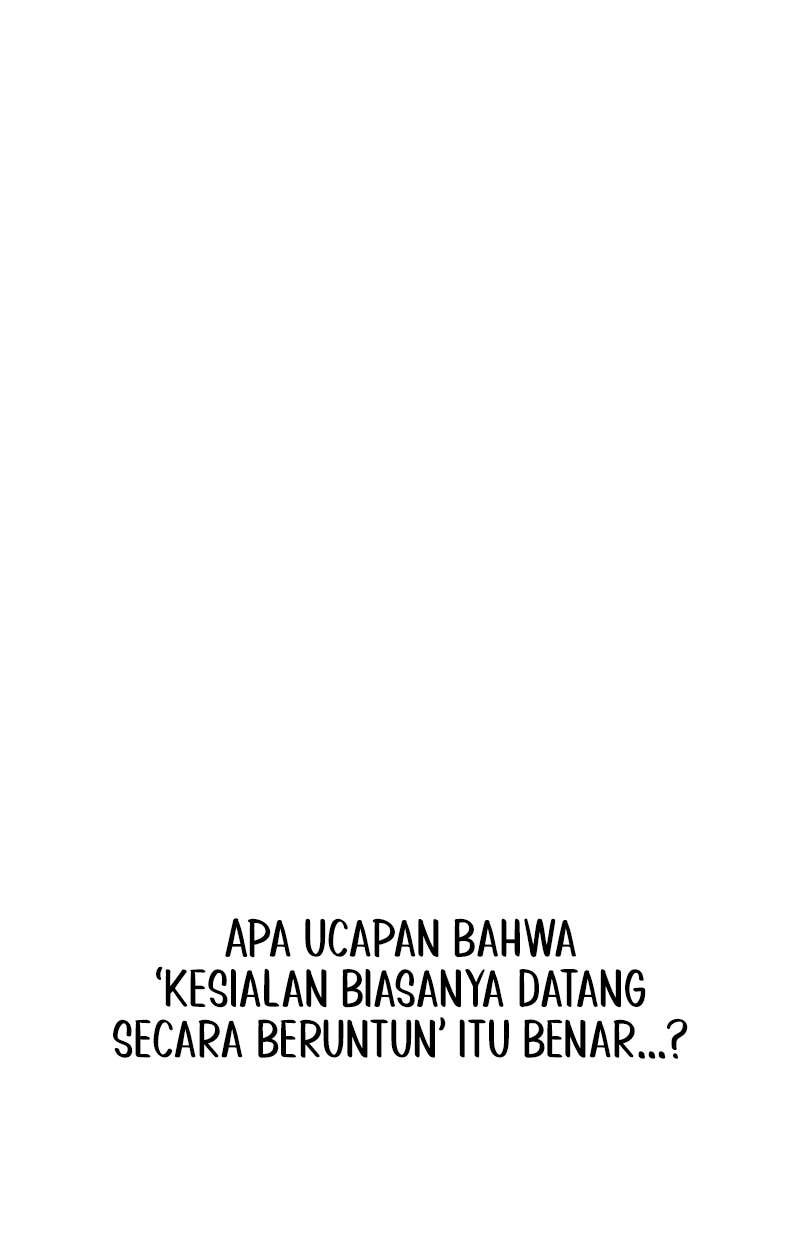 APA UCAPAN BAHWA
‘KESIALAN BIASANYA DATANG
SECARA BERUNTUN’ ITU BENAR...?